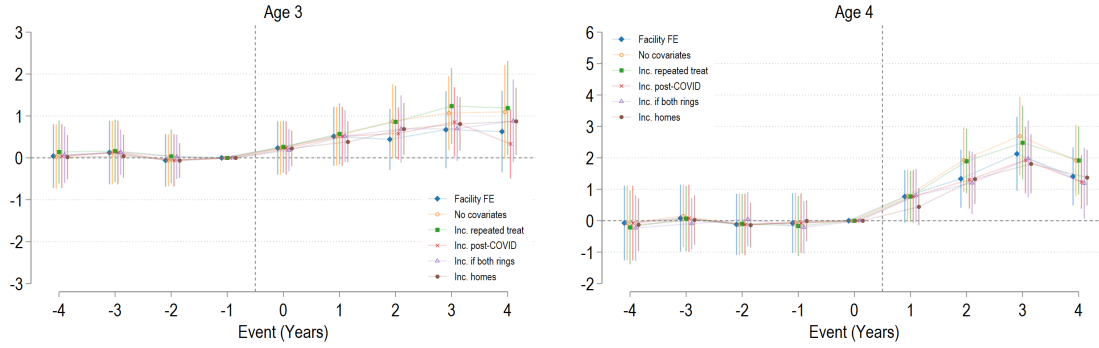 Age 3
3
2
1
0
-1
-2
-3
Facility FE
No covariates
Inc. repeated treat
Inc. post-COVID
Inc. if both rings
Inc. homes
-4 -3 -2 -1 0 1 2 3 4
Event (Years)
Age 4
6
5
4
3
2
1
0
-1
-2
Facility FE
No covariates
Inc. repeated treat
Inc. post-COVID
Inc. if both rings
Inc. homes
-4 -3 -2 -1 0 1 2 3 4
Event (Years)